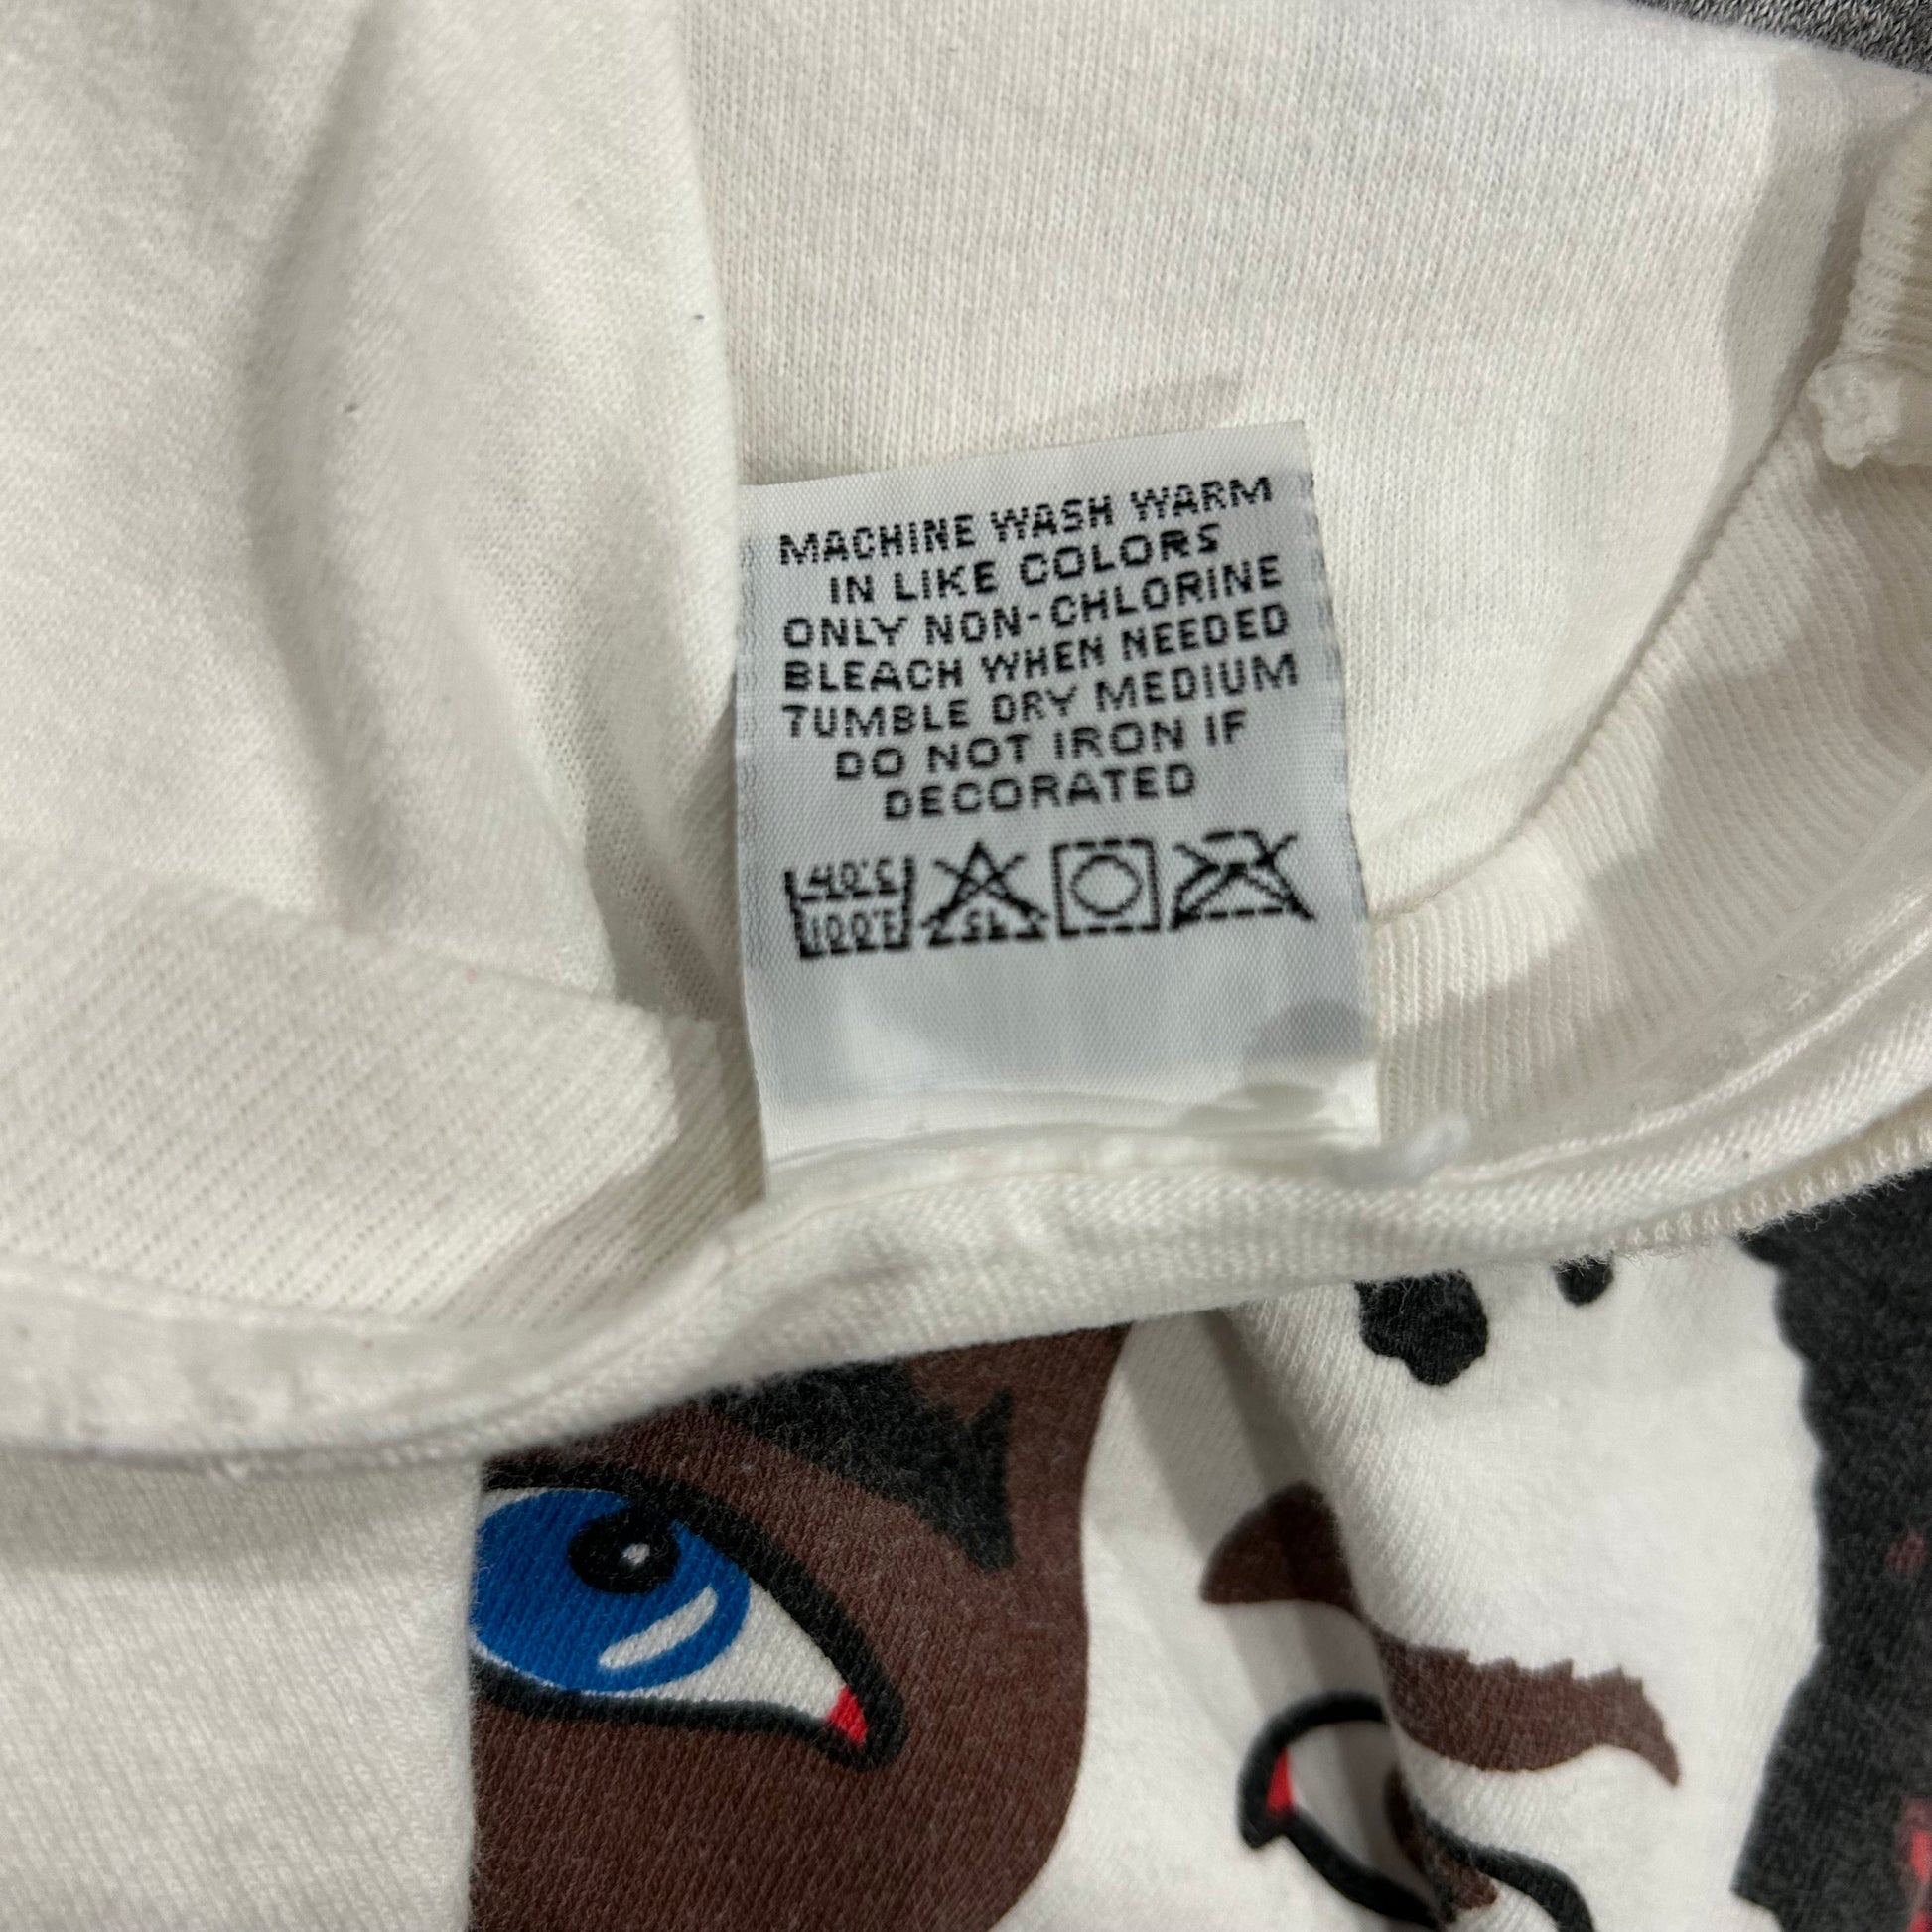 MACHINE WASH WARM
IN LIKE COLORS
ONLY NON-CHLORINE
BLEACH WHEN NEEDED
TUMBLE DRY MEDIUM
DO NOT IRON IF
DECORATED
40°C
100°F